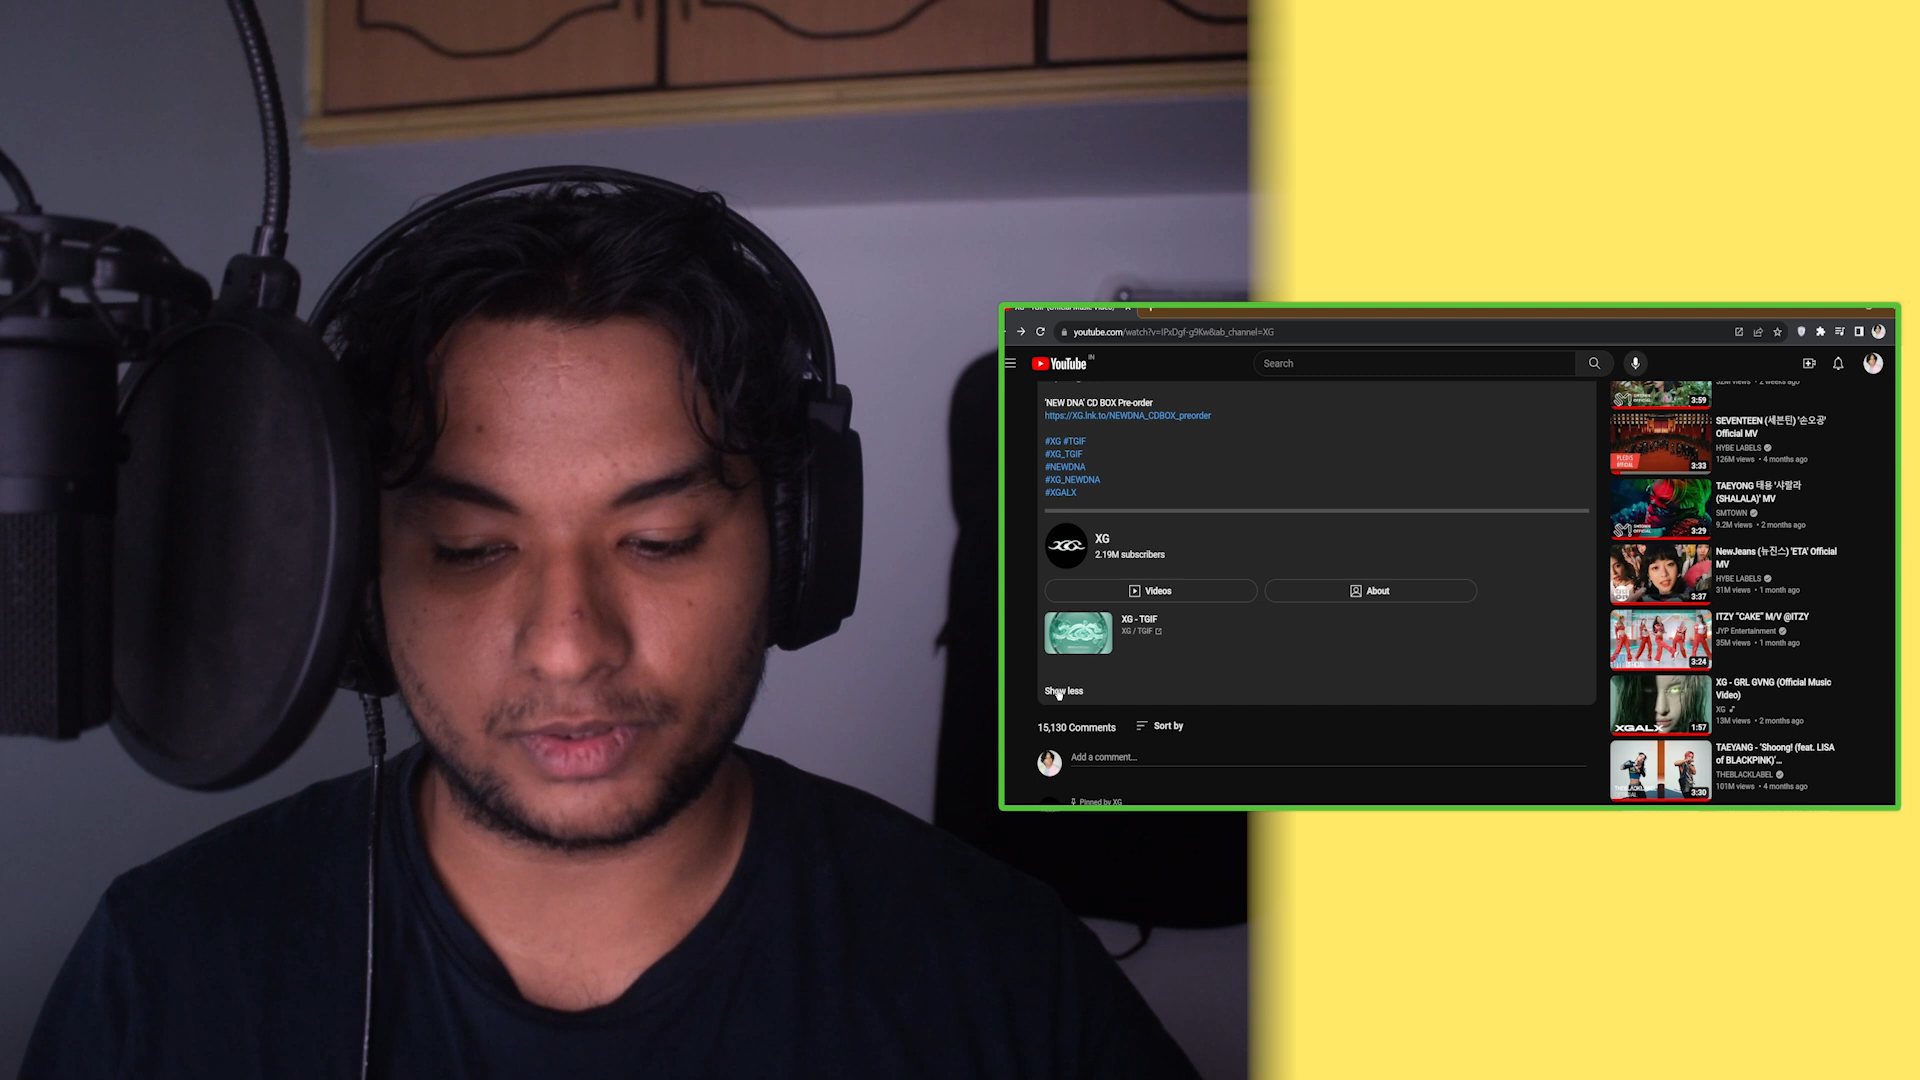 youtube.com/watch?v=IPxDgf-g9Kw&ab_channel=XG
YouTube IN
Search
'NEW DNA' CD BOX Pre-order
https://XG.lnk.to/NEWDNA_CDBOX_preorder
#XG #TGIF
#XG_TGIF
#NEWDNA
#XG_NEWDNA
#XGALX
XG
2.19M subscribers
Videos
About
XG - TGIF
XG / TGIF
Show less
15,130 Comments
Sort by
Add a comment...
Pinned by XG
3:59
SEVENTEEN (세븐틴) '손오공'
Official MV
HYBE LABELS
126M views • 4 months ago
3:33
TAEYONG 태용 '샤랄라
(SHALALA)' MV
SMTOWN
9.2M views • 2 months ago
3:29
NewJeans (뉴진스) 'ETA' Official
MV
HYBE LABELS
31M views • 1 month ago
3:37
ITZY "CAKE" M/V @ITZY
JYP Entertainment
35M views • 1 month ago
3:24
XG - GRL GVNG (Official Music
Video)
XG
13M views • 2 months ago
XGALX
1:57
TAEYANG - 'Shoong! (feat. LISA
of BLACKPINK)'...
THEBLACKLABEL
101M views • 4 months ago
3:30